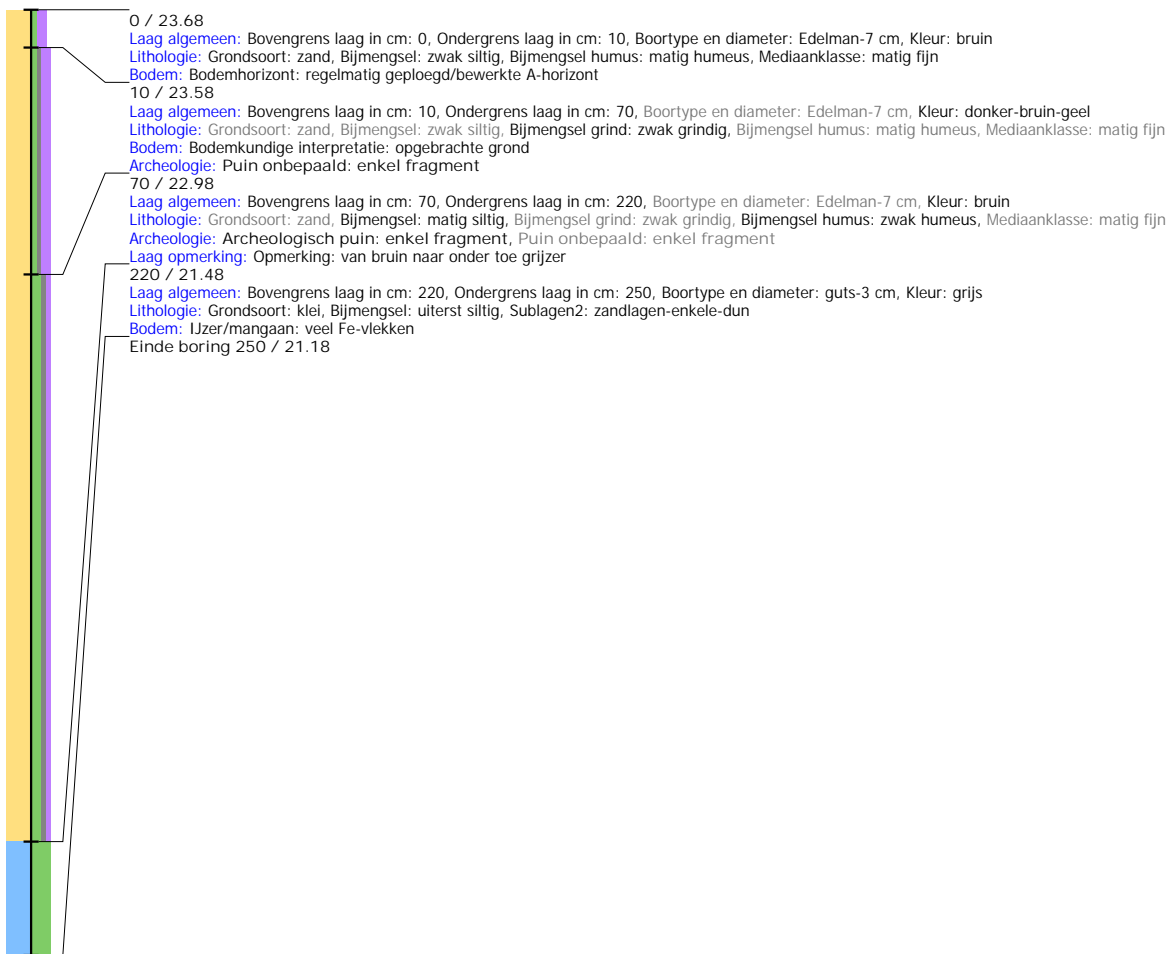 0 / 23.68
Laag algemeen: Bovengrens laag in cm: 0, Ondergrens laag in cm: 10, Boortype en diameter: Edelman-7 cm, Kleur: bruin
Lithologie: Grondsoort: zand, Bijmengsel: zwak siltig, Bijmengsel humus: matig humeus, Mediaanklasse: matig fijn
Bodem: Bodemhorizont: regelmatig geploegd/bewerkte A-horizont
10 / 23.58
Laag algemeen: Bovengrens laag in cm: 10, Ondergrens laag in cm: 70, Boortype en diameter: Edelman-7 cm, Kleur: donker-bruin-geel
Lithologie: Grondsoort: zand, Bijmengsel: zwak siltig, Bijmengsel grind: zwak grindig, Bijmengsel humus: matig humeus, Mediaanklasse: matig fijn
Bodem: Bodemkundige interpretatie: opgebrachte grond
Archeologie: Puin onbepaald: enkel fragment
70 / 22.98
Laag algemeen: Bovengrens laag in cm: 70, Ondergrens laag in cm: 220, Boortype en diameter: Edelman-7 cm, Kleur: bruin
Lithologie: Grondsoort: zand, Bijmengsel: matig siltig, Bijmengsel grind: zwak grindig, Bijmengsel humus: zwak humeus, Mediaanklasse: matig fijn
Archeologie: Archeologisch puin: enkel fragment, Puin onbepaald: enkel fragment
Laag opmerking: Opmerking: van bruin naar onder toe grijzer
220 / 21.48
Laag algemeen: Bovengrens laag in cm: 220, Ondergrens laag in cm: 250, Boortype en diameter: guts-3 cm, Kleur: grijs
Lithologie: Grondsoort: klei, Bijmengsel: uiterst siltig, Sublagen2: zandlagen-enkele-dun
Bodem: IJzer/mangaan: veel Fe-vlekken
Einde boring 250 / 21.18